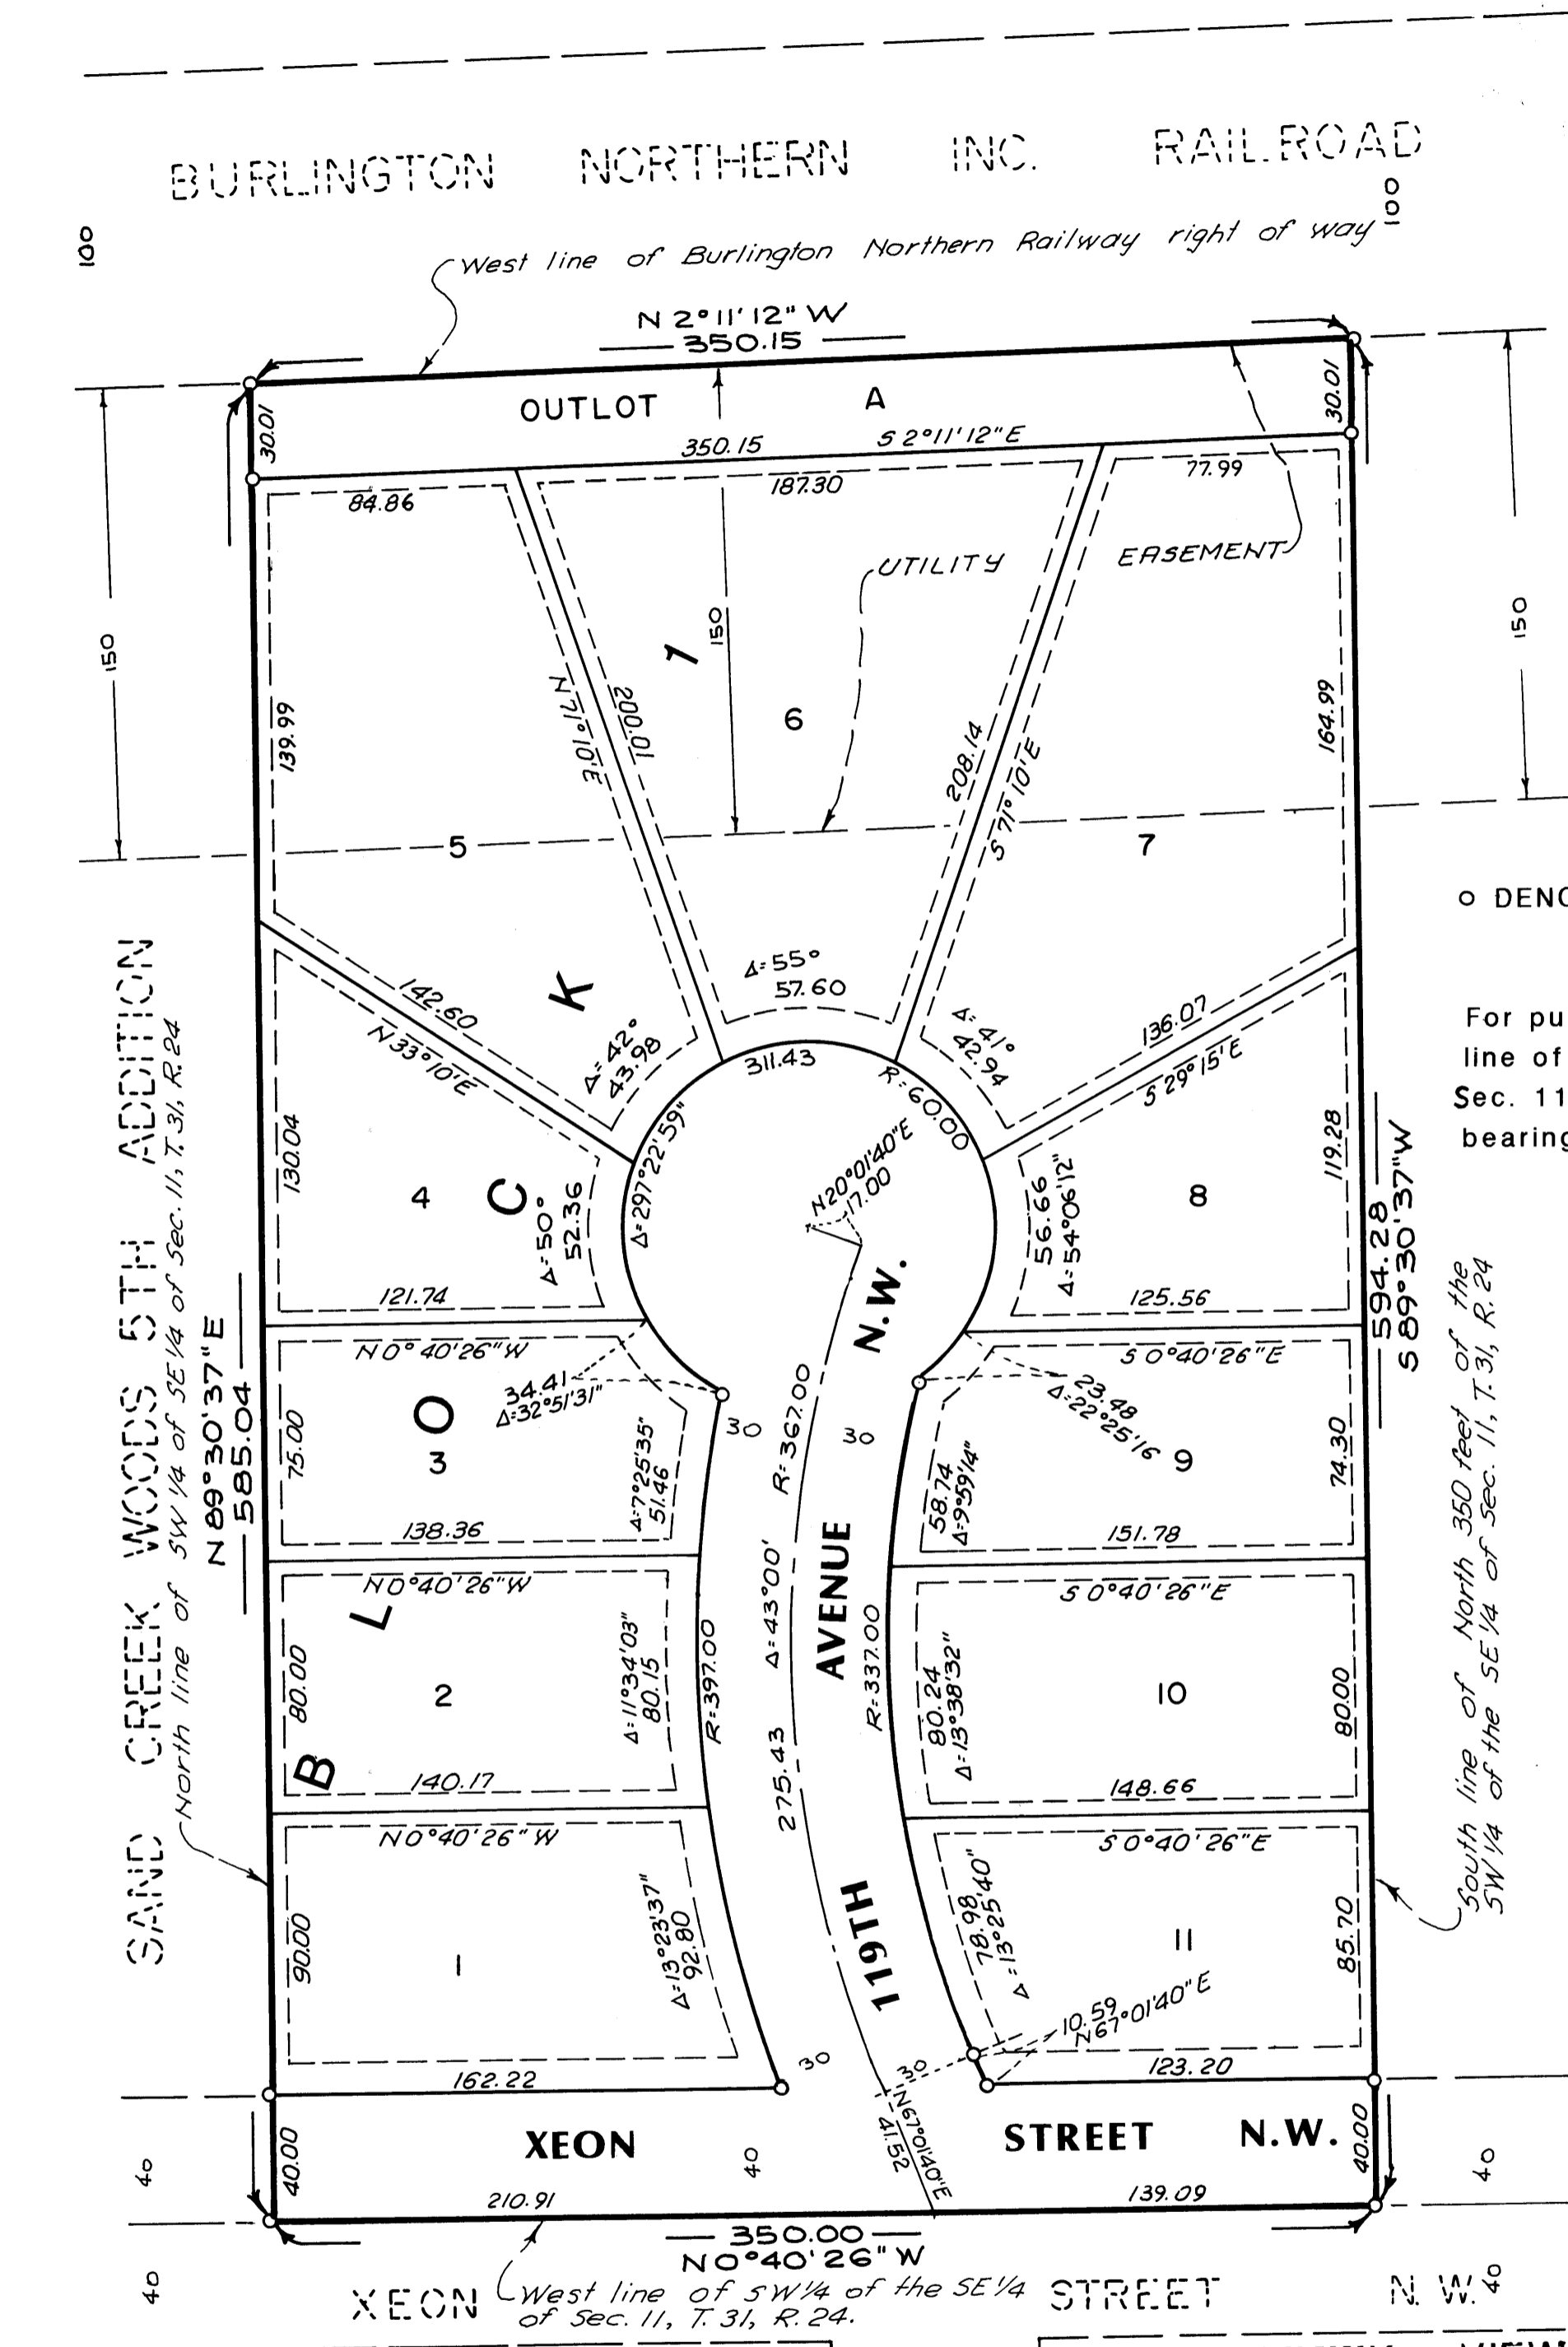 BURLINGTON NORTHERN INC. RAILROAD
100
100
West line of Burlington Northern Railway right of way
N 2°11'12" W
350.15
30.01
OUTLOT A
30.01
350.15 S 2°11'12"E
84.86
187.30
77.99
UTILITY
EASEMENT
150
150
150
139.99
N71°10'E
200.01
1
6
208.14
S 71°10'E
164.99
5
7
o DENO
142.60
N33°10'E
K
Δ=42°
43.98
Δ=55°
57.60
Δ=41°
42.94
136.07
S 29°15'E
311.43
R=60.00
Δ=297°22'59"
For pu
line of
Sec. 11
bearing
130.04
4
C
Δ=50°
52.36
N20°01'40"E
17.00
56.66
Δ=54°06'12"
8
119.28
121.74
125.56
N0°40'26"W
S 0°40'26"E
SAND CREEK WOODS 5TH ADDITION
North line of SW 1/4 of SE 1/4 of Sec. 11, T. 31, R. 24
N 89°30'37"E
585.04
594.28
S 89°30'37"W
South line of North 350 feet of the
SW 1/4 of the SE 1/4 of Sec. 11, T. 31, R. 24
75.00
O
3
34.41
Δ=32°51'31"
Δ=7°25'35"
51.46
30
30
R=367.00
23.48
Δ=22°25'16
58.74
Δ=9°59'14"
9
74.30
138.36
151.78
N0°40'26"W
S 0°40'26"E
80.00
L
2
B
Δ=11°34'03"
80.15
R=397.00
Δ=43°00'
275.43
R=337.00
80.24
Δ=13°38'32"
10
80.00
140.17
148.66
N0°40'26"W
S 0°40'26"E
90.00
1
Δ=13°23'37"
92.80
119TH AVENUE N.W.
78.98
Δ=13°25'40"
11
85.70
10.59
N67°01'40"E
162.22
30
30
123.20
40
40.00
XEON
40
N67°01'40"E
41.52
STREET N.W.
40.00
40
210.91
139.09
350.00
N0°40'26"W
40
XEON
West line of SW 1/4 of the SE 1/4
of Sec. 11, T. 31, R. 24.
STREET N.W.
40